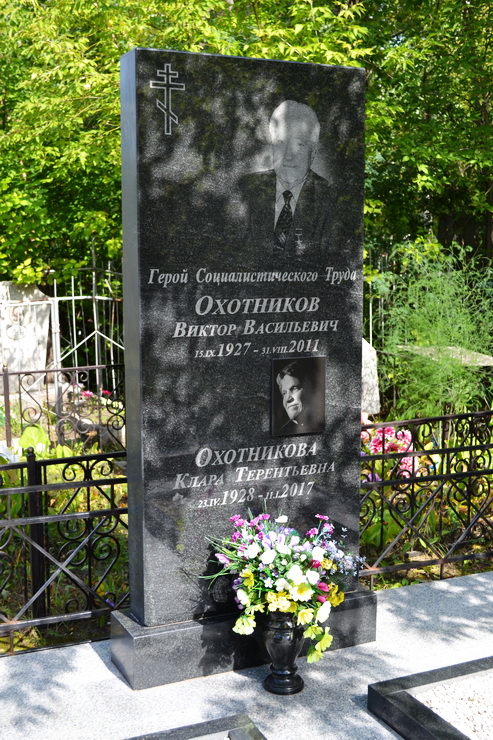 Герой Социалистического Труда
ОХОТНИКОВ
ВИКТОР ВАСИЛЬЕВИЧ
15.IX.1927 - 31.VIII.2011
ОХОТНИКОВА
КЛАРА ТЕРЕНТЬЕВНА
23.IV.1928 - 11.I.2017